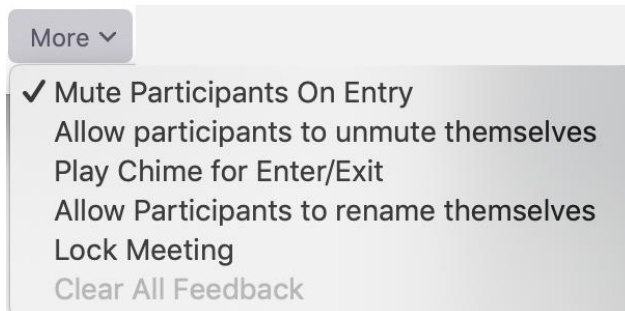 More
✓ Mute Participants On Entry
Allow participants to unmute themselves
Play Chime for Enter/Exit
Allow Participants to rename themselves
Lock Meeting
Clear All Feedback